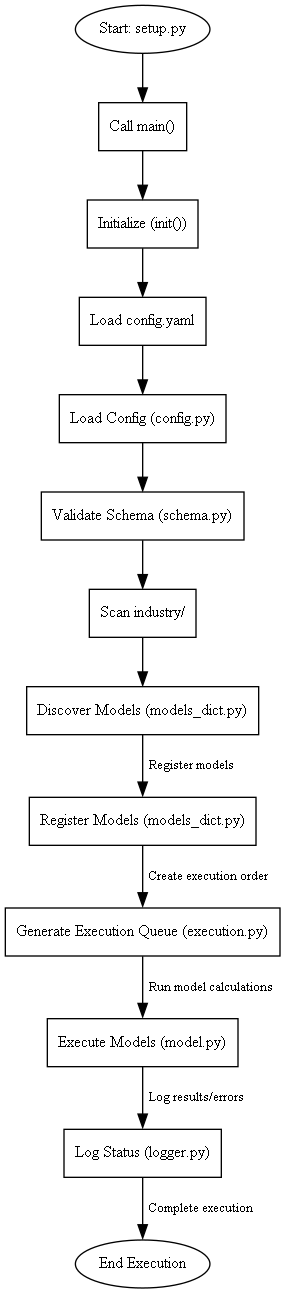 Start: setup.py
Call main()
Initialize (init())
Load config.yaml
Load Config (config.py)
Validate Schema (schema.py)
Scan industry/
Discover Models (models_dict.py)
Register models
Register Models (models_dict.py)
Create execution order
Generate Execution Queue (execution.py)
Run model calculations
Execute Models (model.py)
Log results/errors
Log Status (logger.py)
Complete execution
End Execution